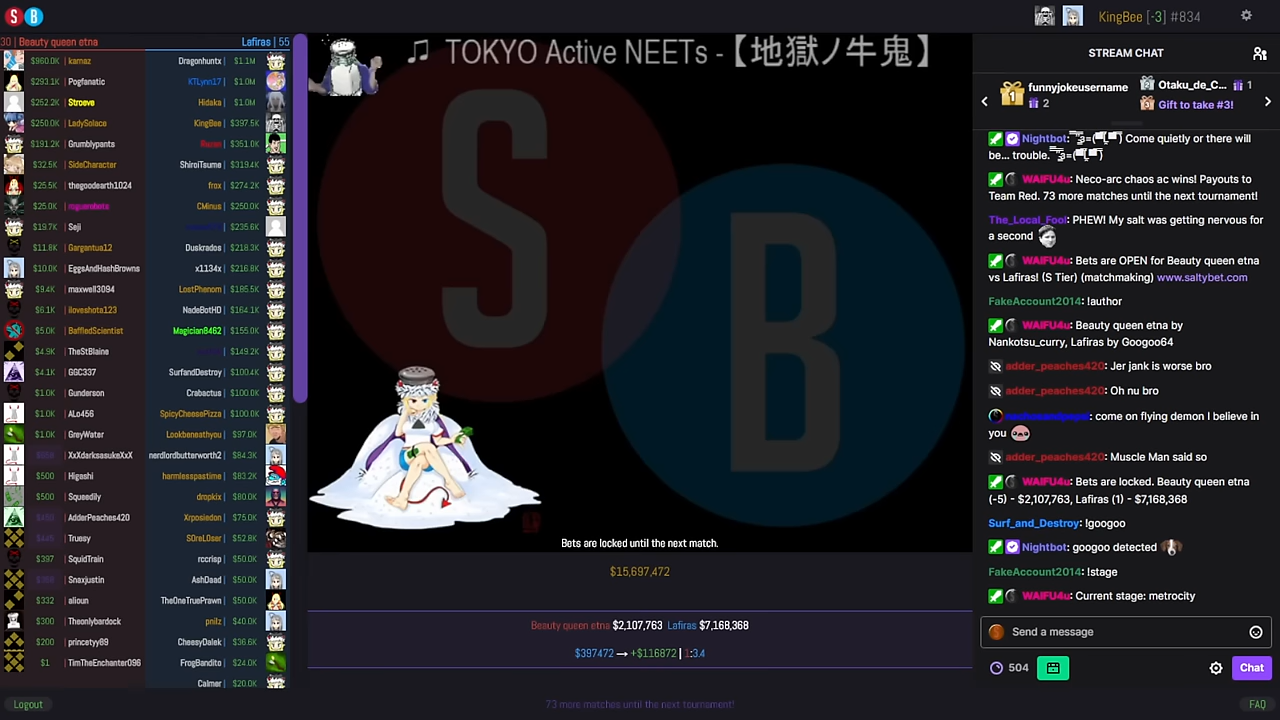 S B
KingBee [-3] #834
30 | Beauty queen etna
Lafiras | 55
$960.0K | kamaz
$293.1K | Pogfanatic
$252.2K | Stroeve
$250.0K | LadySolace
$191.2K | Grumblypants
$32.5K | SideCharacter
$25.5K | thegoodearth1024
$25.0K | roguerobots
$19.7K | Seji
$11.8K | Gargantua12
$10.0K | EggsAndHashBrowns
$9.4K | maxwell3094
$6.1K | iloveshota123
$5.0K | BaffledScientist
$4.9K | TheStBlaine
$4.1K | GGC337
$1.0K | Gunderson
$1.0K | ALo456
$1.0K | GreyWater
| XxXdarksasukeXxX
$500 | Higashi
$500 | Squeedily
| AdderPeaches420
| Truesy
$397 | SquidTrain
| Snaxjustin
$332 | alioun
$300 | Theonlybardock
$200 | princetyy69
$1 | TimTheEnchanter096
Dragonhuntx | $1.1M
KTLynn17 | $1.0M
Hidaka | $1.0M
KingBee | $397.5K
| $351.0K
ShiroiTsume | $319.4K
frox | $274.2K
CMinus | $250.0K
| $235.6K
Duskrados | $218.3K
x1134x | $216.8K
LostPhenom | $185.5K
NadeBotHD | $164.1K
Magician8462 | $155.0K
| $149.2K
SurfandDestroy | $100.4K
Crabactus | $100.0K
SpicyCheesePizza | $100.0K
Lookbeneathyou | $97.0K
nerdlordbutterworth2 | $84.3K
harmlesspastime | $83.2K
dropkix | $80.0K
Xrposiedon | $75.0K
S0reL0ser | $52.8K
rccrisp | $50.0K
AshDaad | $50.0K
TheOneTruePrawn | $50.0K
pnilz | $40.0K
CheesyDalek | $36.6K
FrogBandito | $24.0K
Calmer | $20.0K
♫ TOKYO Active NEETs -【地獄ノ牛鬼】
S
B
Bets are locked until the next match.
$15,697,472
Beauty queen etna $2,107,763 Lafiras $7,168,368
$397472 → +$116872 | 1:3.4
73 more matches until the next tournament!
Logout
FAQ
STREAM CHAT
1 funnyjokeusername
2
Otaku_de_C... 1
Gift to take #3!
Nightbot: Come quietly or there will
be... trouble.
WAIFU4u: Neco-arc chaos ac wins! Payouts to
Team Red. 73 more matches until the next tournament!
The_Local_Fool: PHEW! My salt was getting nervous for
a second
WAIFU4u: Bets are OPEN for Beauty queen etna
vs Lafiras! (S Tier) (matchmaking) www.saltybet.com
FakeAccount2014: !author
WAIFU4u: Beauty queen etna by
Nankotsu_curry, Lafiras by Googoo64
adder_peaches420: Jer jank is worse bro
adder_peaches420: Oh nu bro
: come on flying demon I believe in
you
adder_peaches420: Muscle Man said so
WAIFU4u: Bets are locked. Beauty queen etna
(-5) - $2,107,763, Lafiras (1) - $7,168,368
Surf_and_Destroy: !googoo
Nightbot: googoo detected
FakeAccount2014: !stage
WAIFU4u: Current stage: metrocity
Send a message
504
Chat